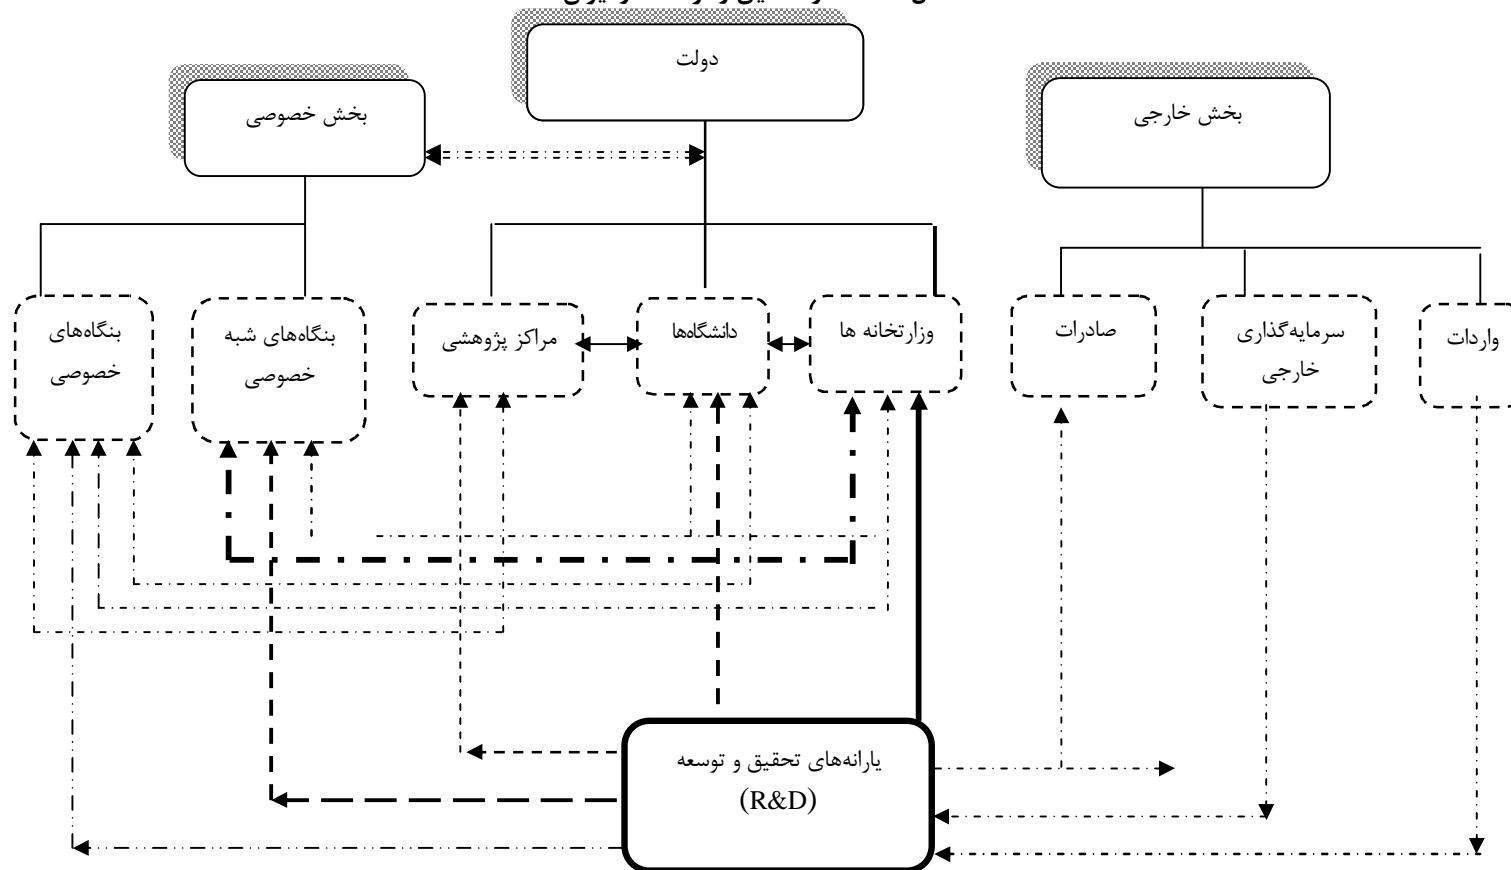 دولت
بخش خصوصی
بخش خارجی
بنگاه‌های
خصوصی
بنگاه‌های شبه
خصوصی
مراکز پژوهشی
دانشگاه‌ها
وزارتخانه ها
صادرات
سرمایه‌گذاری
خارجی
واردات
یارانه‌های تحقیق و توسعه
(R&D)